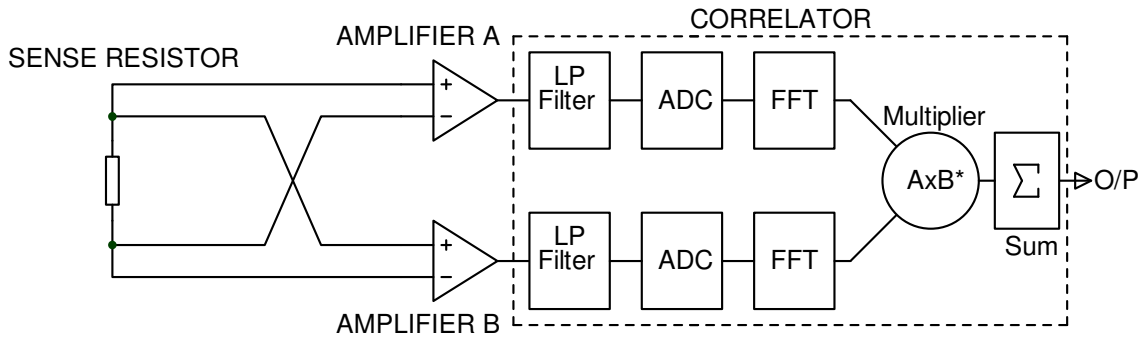 CORRELATOR
AMPLIFIER A
SENSE RESISTOR
+
−
LP
Filter
ADC
FFT
Multiplier
AxB*
Σ
O/P
Sum
+
−
LP
Filter
ADC
FFT
AMPLIFIER B